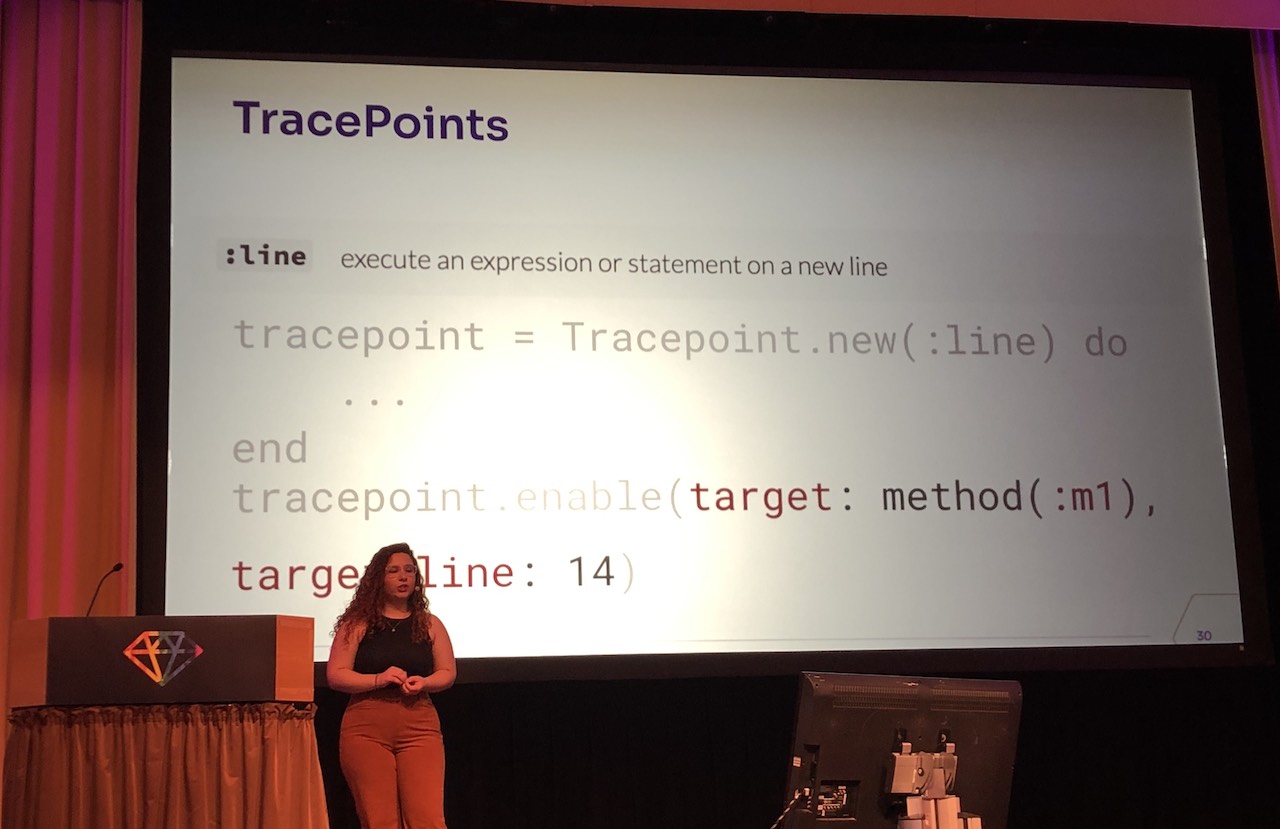 TracePoints
:line execute an expression or statement on a new line
tracepoint = Tracepoint.new(:line) do
...
end
tracepoint.enable(target: method(:m1),
targe line: 14)
30